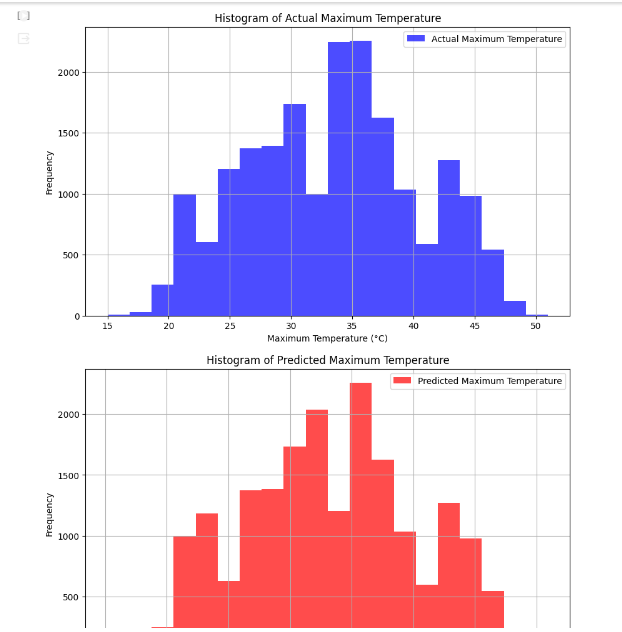 Histogram of Actual Maximum Temperature
Actual Maximum Temperature
2000
1500
1000
500
0
Frequency
15 20 25 30 35 40 45 50
Maximum Temperature (°C)
Histogram of Predicted Maximum Temperature
Predicted Maximum Temperature
2000
1500
1000
500
Frequency